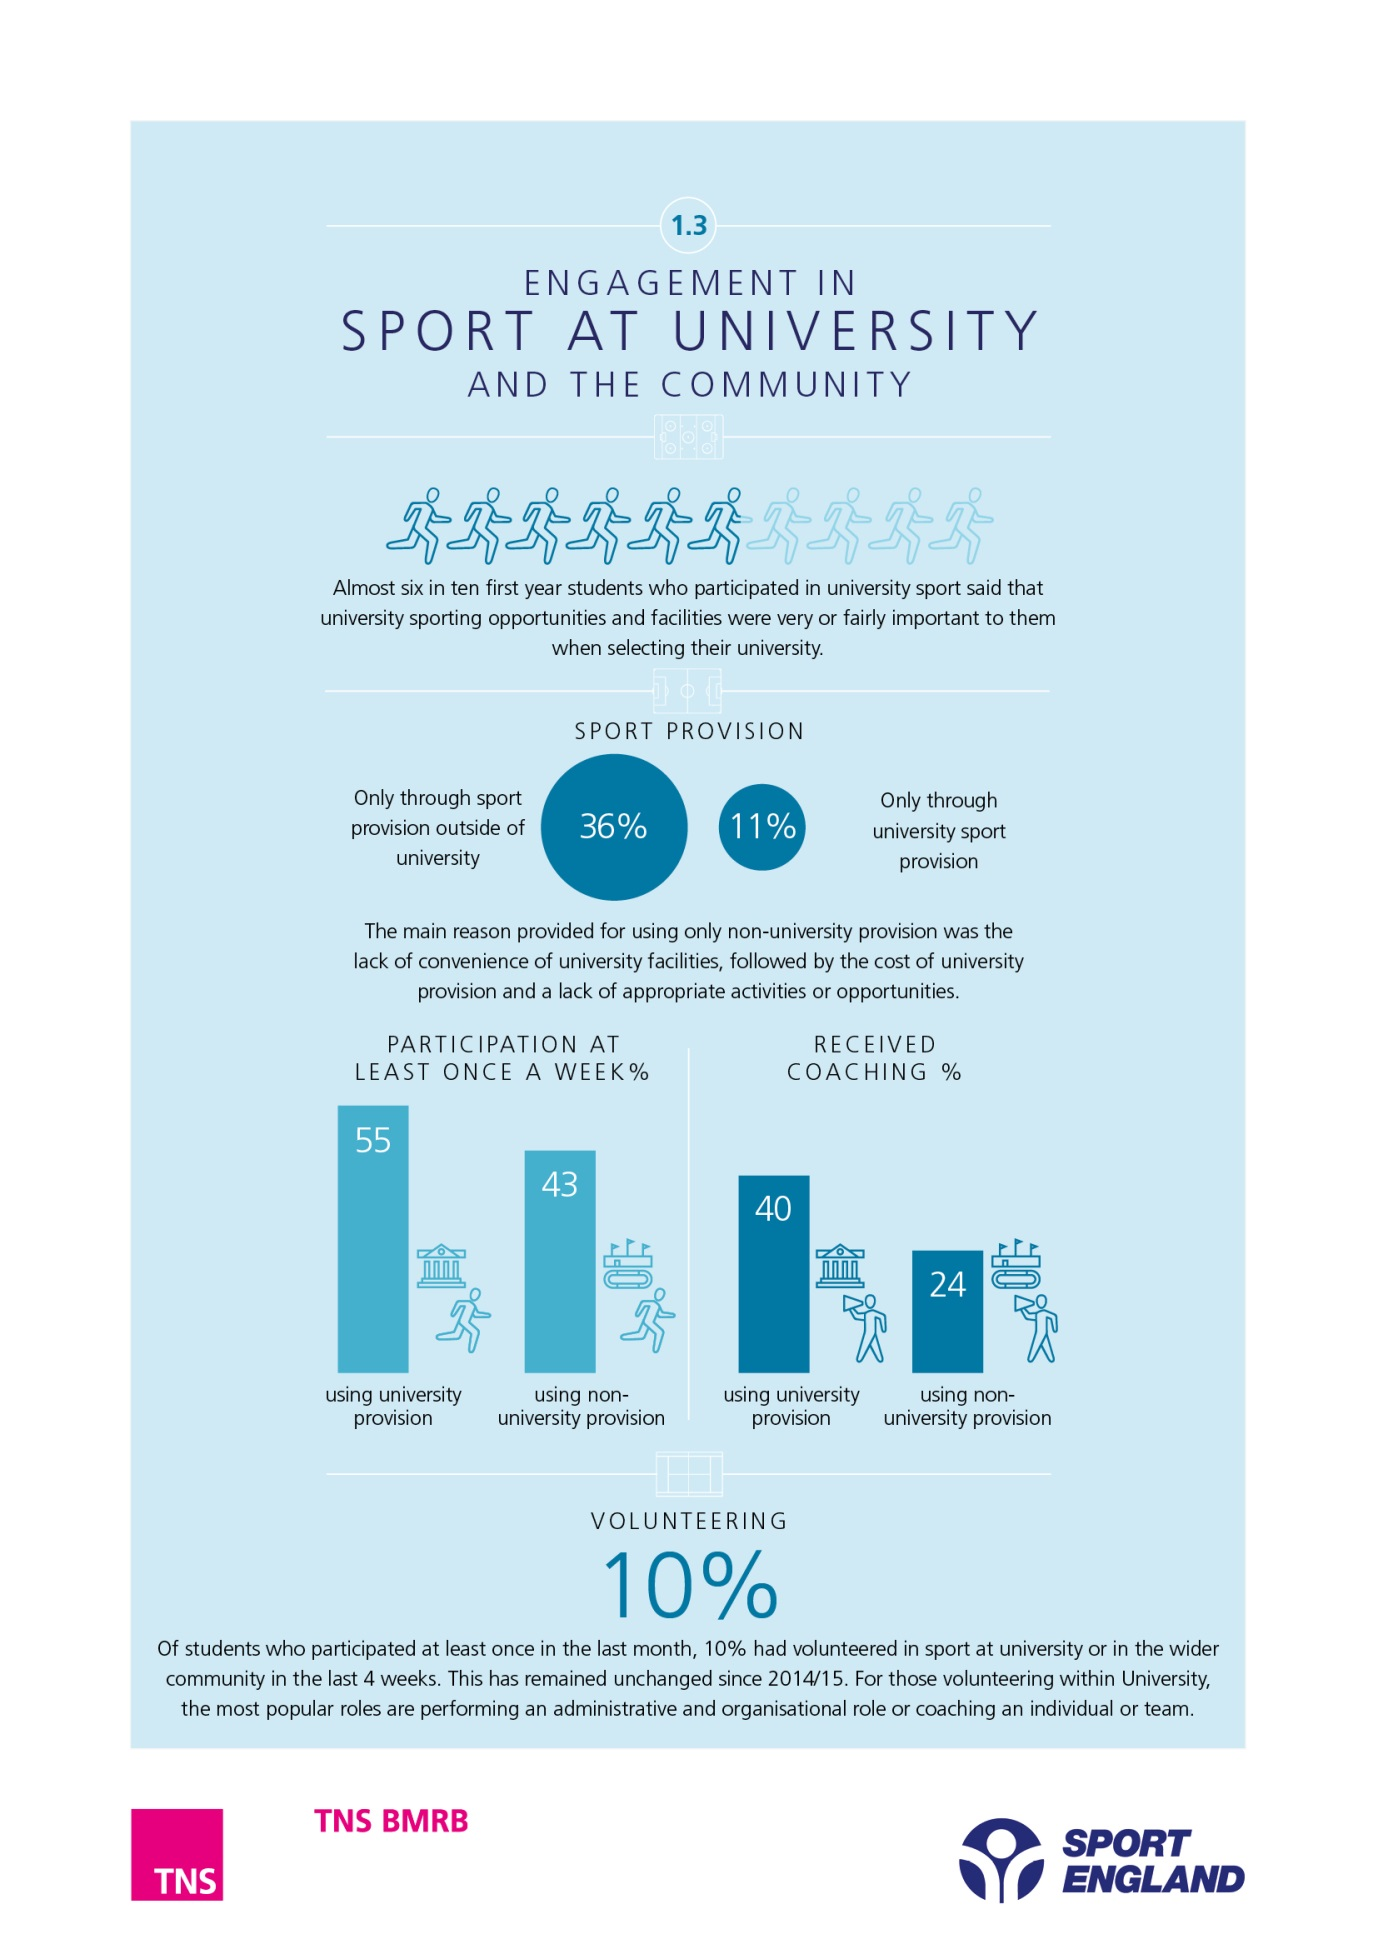 1.3
ENGAGEMENT IN
SPORT AT UNIVERSITY
AND THE COMMUNITY
Almost six in ten first year students who participated in university sport said that
university sporting opportunities and facilities were very or fairly important to them
when selecting their university.
SPORT PROVISION
Only through sport
provision outside of
university
36%
11%
Only through
university sport
provision
The main reason provided for using only non-university provision was the
lack of convenience of university facilities, followed by the cost of university
provision and a lack of appropriate activities or opportunities.
PARTICIPATION AT
LEAST ONCE A WEEK%
55
43
using university
provision
using non-
university provision
RECEIVED
COACHING %
40
24
using university
provision
using non-
university provision
VOLUNTEERING
10%
Of students who participated at least once in the last month, 10% had volunteered in sport at university or in the wider
community in the last 4 weeks. This has remained unchanged since 2014/15. For those volunteering within University,
the most popular roles are performing an administrative and organisational role or coaching an individual or team.
TNS
TNS BMRB
SPORT
ENGLAND